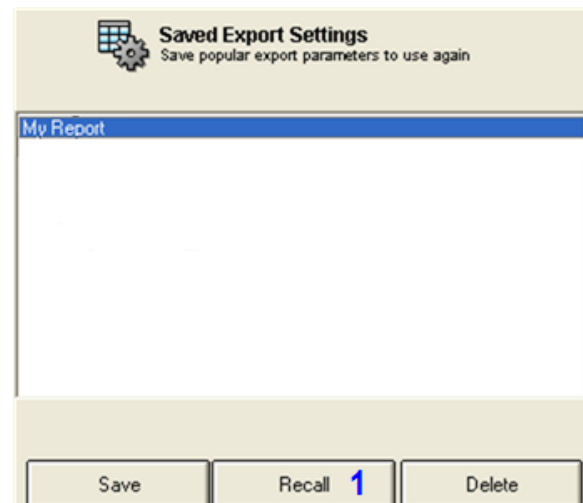 Saved Export Settings
Save popular export parameters to use again
My Report
Save
Recall 1
Delete